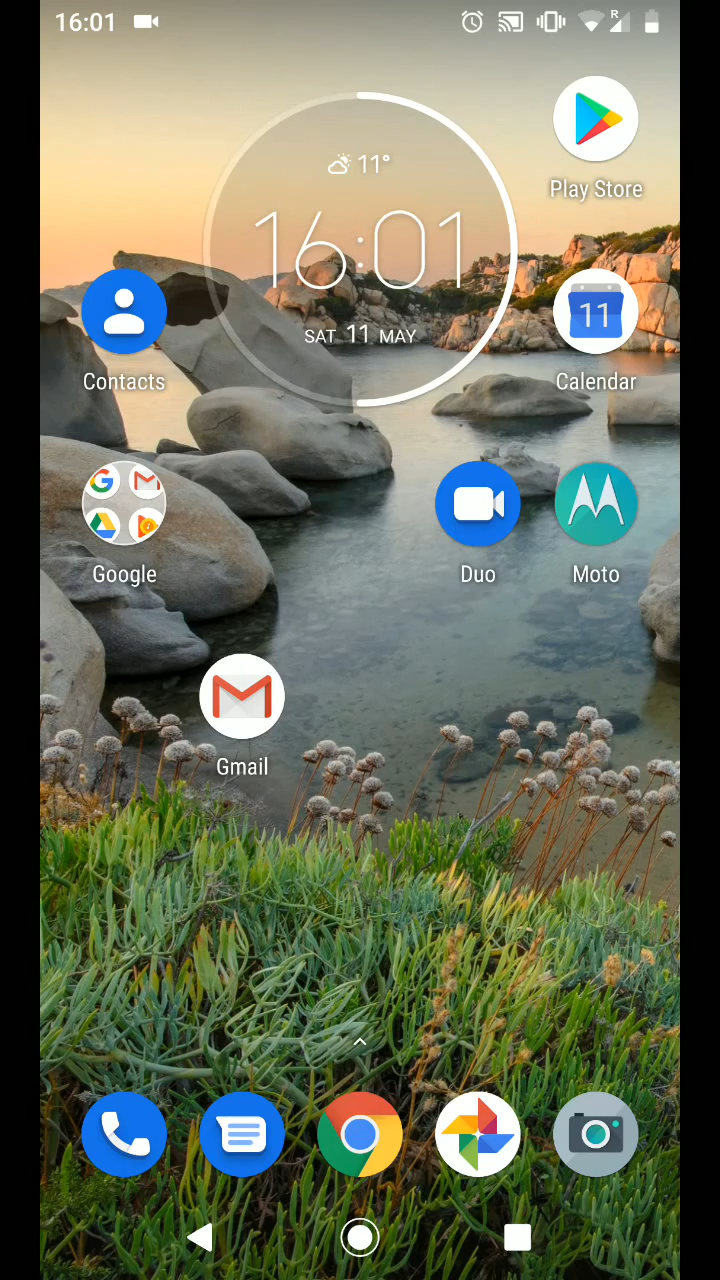 16:01
R
Play Store
11°
16:01
SAT 11 MAY
Contacts
11
Calendar
Google
Duo
Moto
Gmail